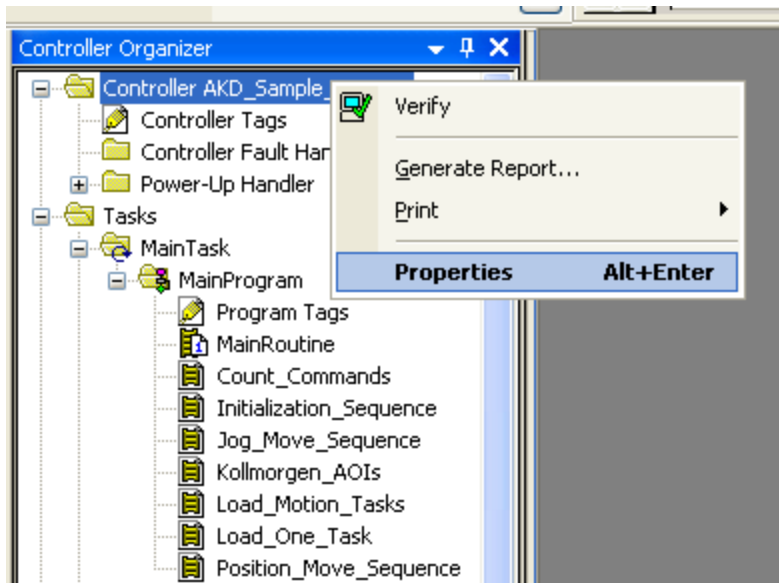 Controller Organizer
Controller AKD_Sample_
Controller Tags
Controller Fault Han
Power-Up Handler
Tasks
MainTask
MainProgram
Program Tags
MainRoutine
Count_Commands
Initialization_Sequence
Jog_Move_Sequence
Kollmorgen_AOIs
Load_Motion_Tasks
Load_One_Task
Position_Move_Sequence
Verify
Generate Report...
Print
Properties Alt+Enter